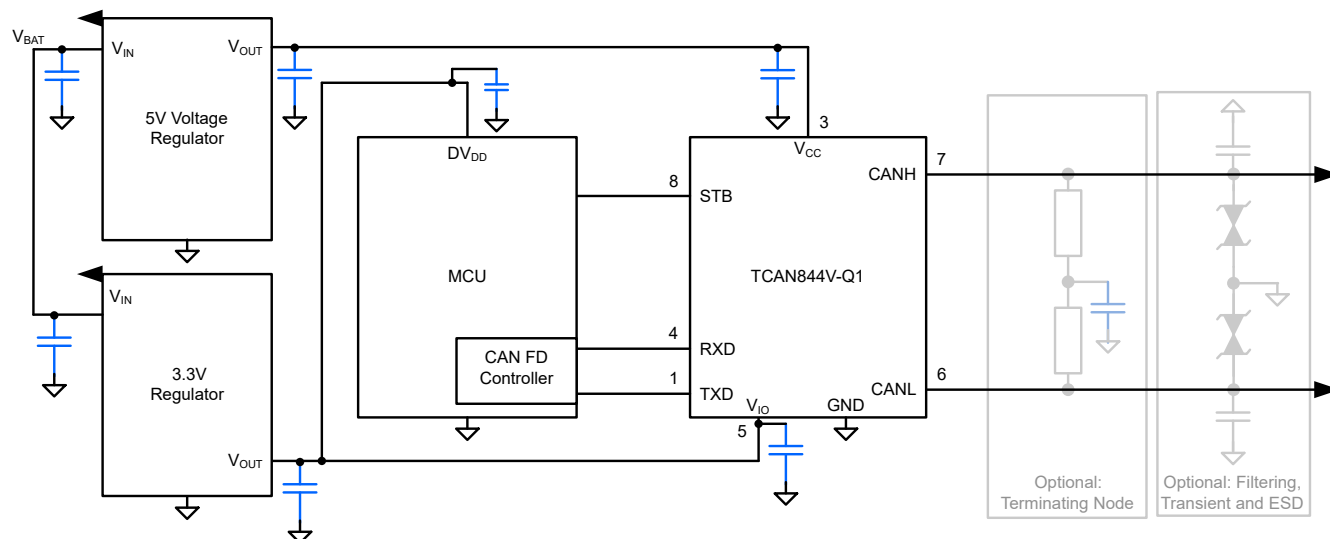 VBAT
VIN
VOUT
5V Voltage
Regulator
VIN
3.3V
Regulator
VOUT
DVDD
MCU
CAN FD
Controller
8
4
1
3
VCC
STB
TCAN844V-Q1
RXD
TXD
VIO
5
GND
CANH
7
CANL
6
Optional:
Terminating Node
Optional: Filtering,
Transient and ESD